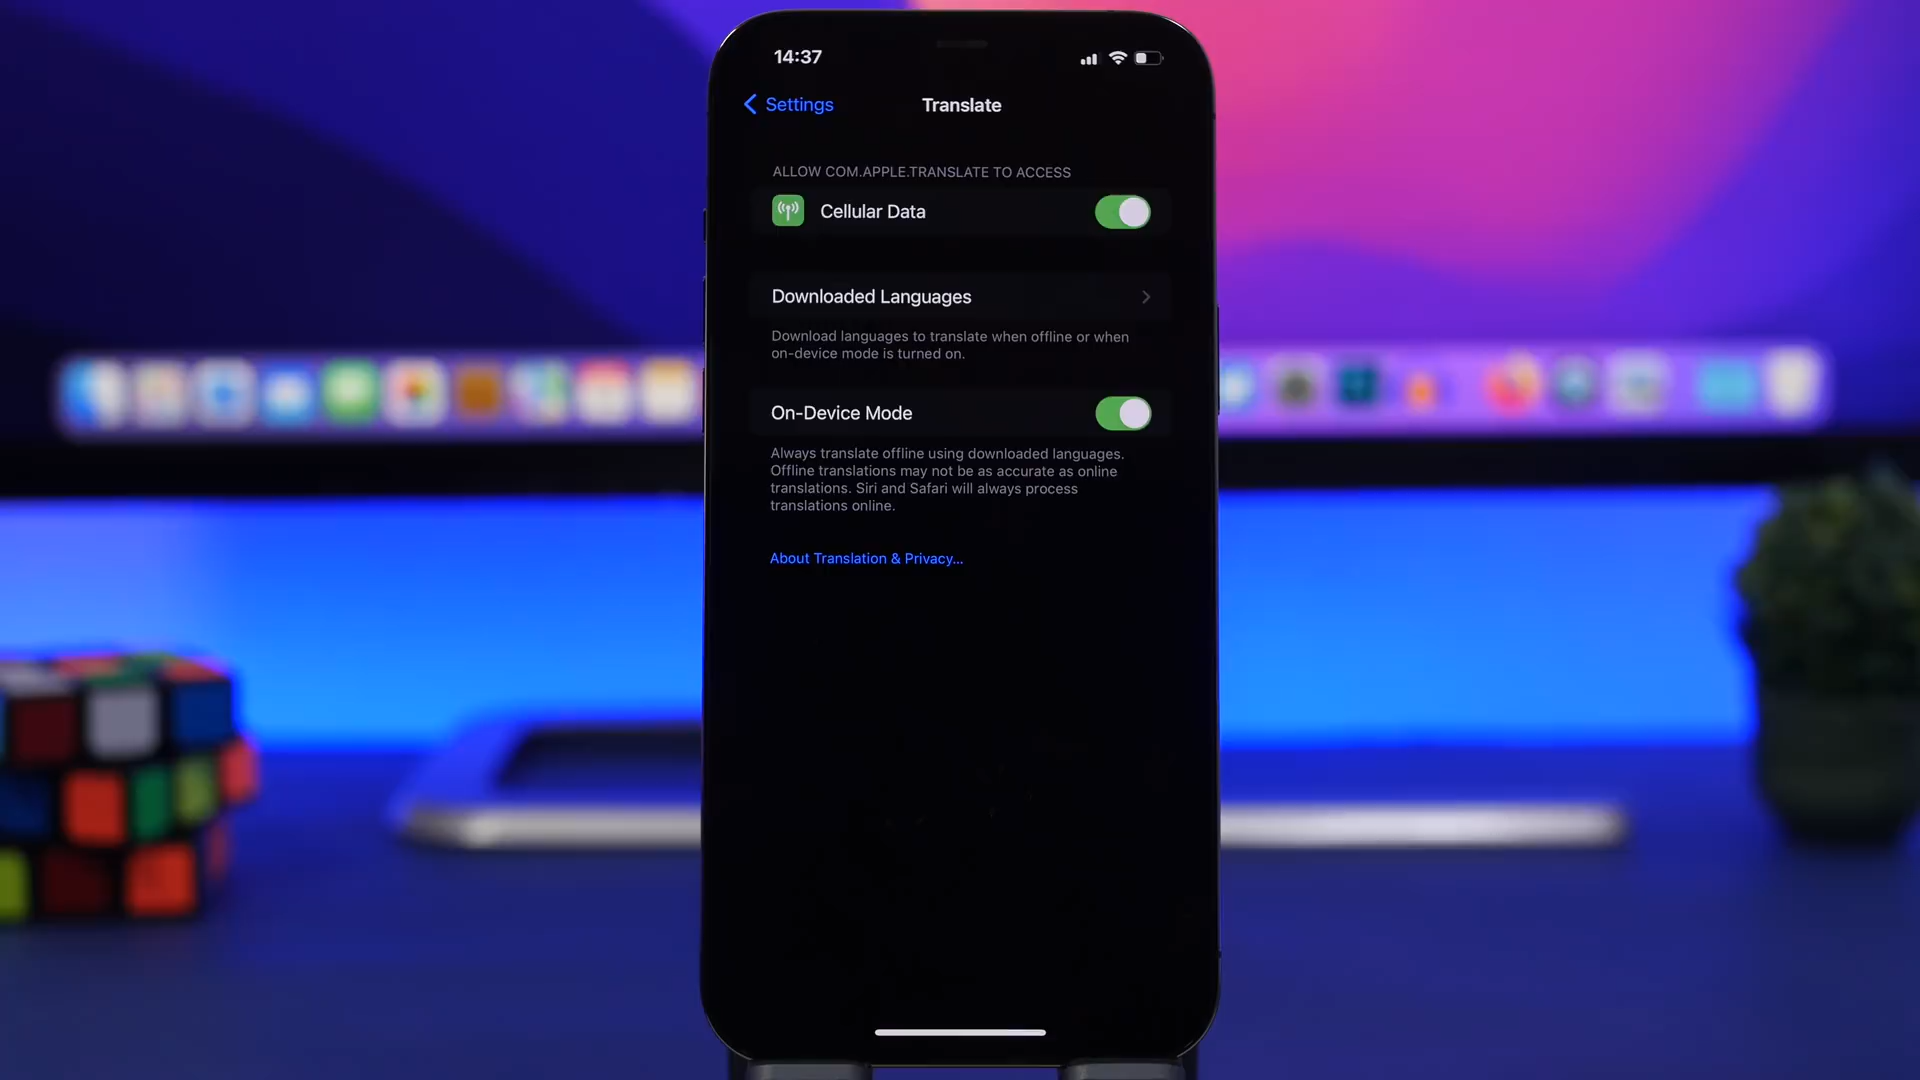 14:37
Settings
Translate
ALLOW COM.APPLE.TRANSLATE TO ACCESS
Cellular Data
Downloaded Languages
Download languages to translate when offline or when
on-device mode is turned on.
On-Device Mode
Always translate offline using downloaded languages.
Offline translations may not be as accurate as online
translations. Siri and Safari will always process
translations online.
About Translation & Privacy...